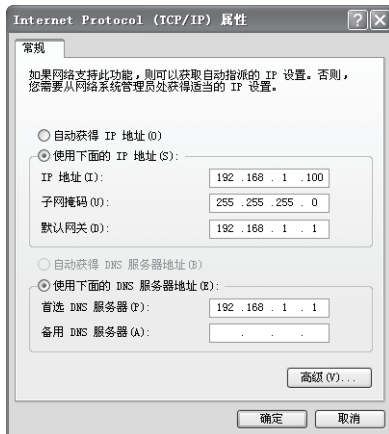 Internet Protocol (TCP/IP) 属性
常规
如果网络支持此功能，则可以获取自动指派的 IP 设置。否则，
您需要从网络系统管理员处获得适当的 IP 设置。
自动获得 IP 地址(O)
使用下面的 IP 地址(S):
IP 地址(I): 192 .168 . 1 .100
子网掩码(U): 255 .255 .255 . 0
默认网关(D): 192 .168 . 1 . 1
自动获得 DNS 服务器地址(B)
使用下面的 DNS 服务器地址(E):
首选 DNS 服务器(P): 192 .168 . 1 . 1
备用 DNS 服务器(A): . . .
高级(V)...
确定 取消